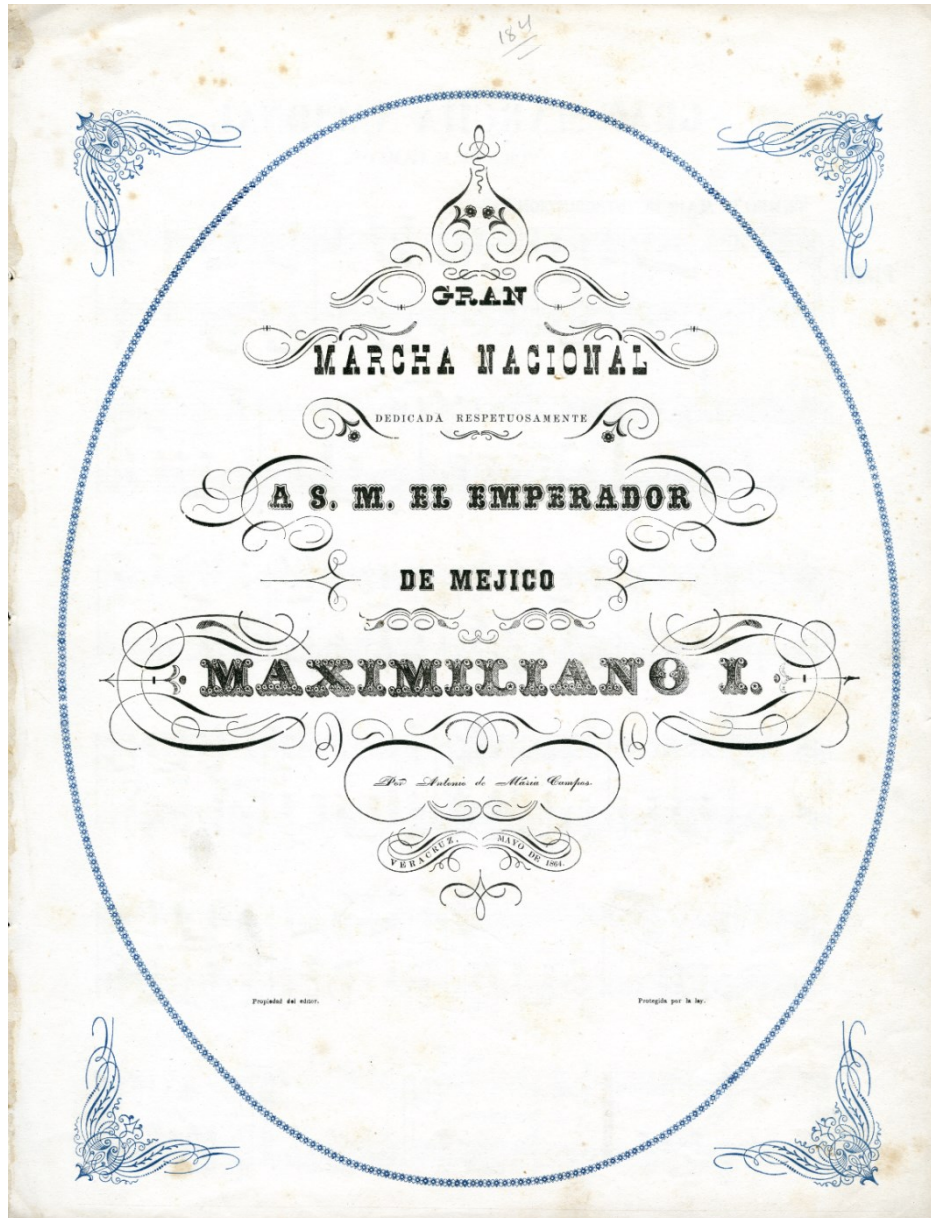 184
GRAN
MARCHA NACIONAL
DEDICADA RESPETUOSAMENTE
A S. M. EL EMPERADOR
DE MEJICO
MAXIMILIANO I.
Por Antonio de María Campos.
VERACRUZ, MAYO DE 1864.
Propiedad del editor. Protegida por la ley.